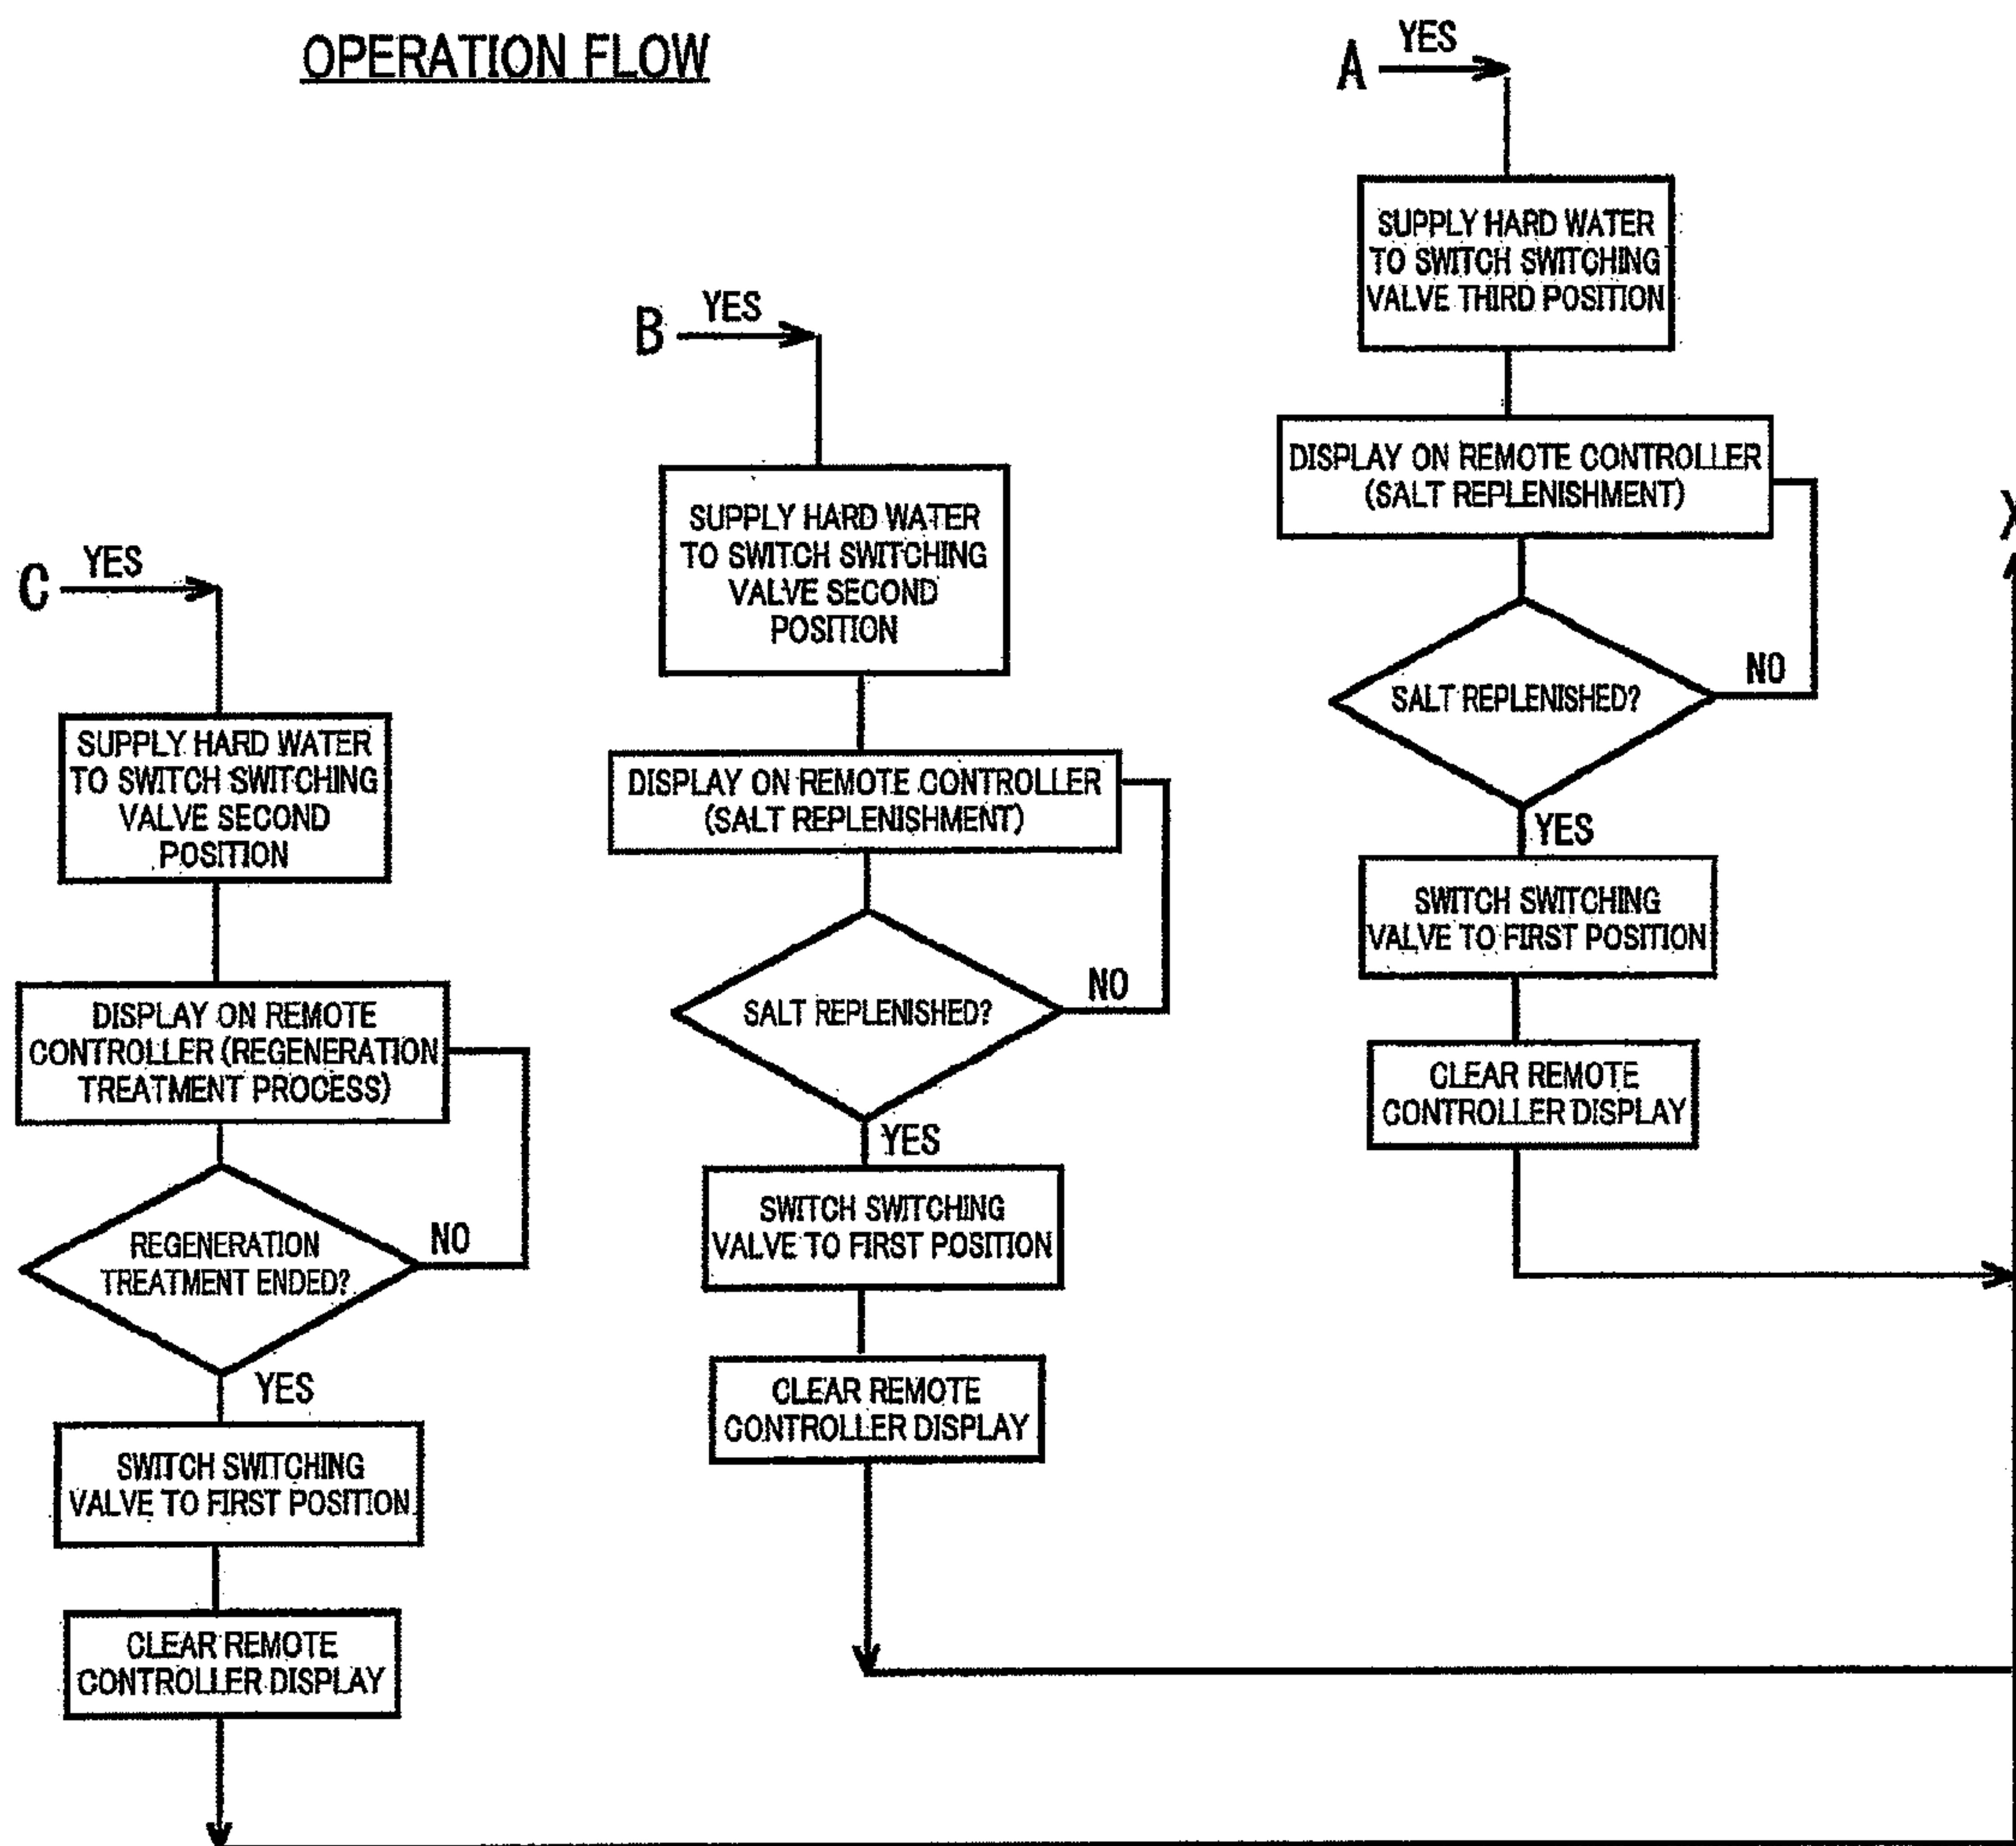 OPERATION FLOW
A
YES
SUPPLY HARD WATER
TO SWITCH SWITCHING
VALVE THIRD POSITION
DISPLAY ON REMOTE CONTROLLER
(SALT REPLENISHMENT)
SALT REPLENISHED?
NO
YES
SWITCH SWITCHING
VALVE TO FIRST POSITION
CLEAR REMOTE
CONTROLLER DISPLAY
B
YES
SUPPLY HARD WATER
TO SWITCH SWITCHING
VALVE SECOND
POSITION
DISPLAY ON REMOTE CONTROLLER
(SALT REPLENISHMENT)
SALT REPLENISHED?
NO
YES
SWITCH SWITCHING
VALVE TO FIRST POSITION
CLEAR REMOTE
CONTROLLER DISPLAY
C
YES
SUPPLY HARD WATER
TO SWITCH SWITCHING
VALVE SECOND
POSITION
DISPLAY ON REMOTE
CONTROLLER (REGENERATION
TREATMENT PROCESS)
REGENERATION
TREATMENT ENDED?
NO
YES
SWITCH SWITCHING
VALVE TO FIRST POSITION
CLEAR REMOTE
CONTROLLER DISPLAY